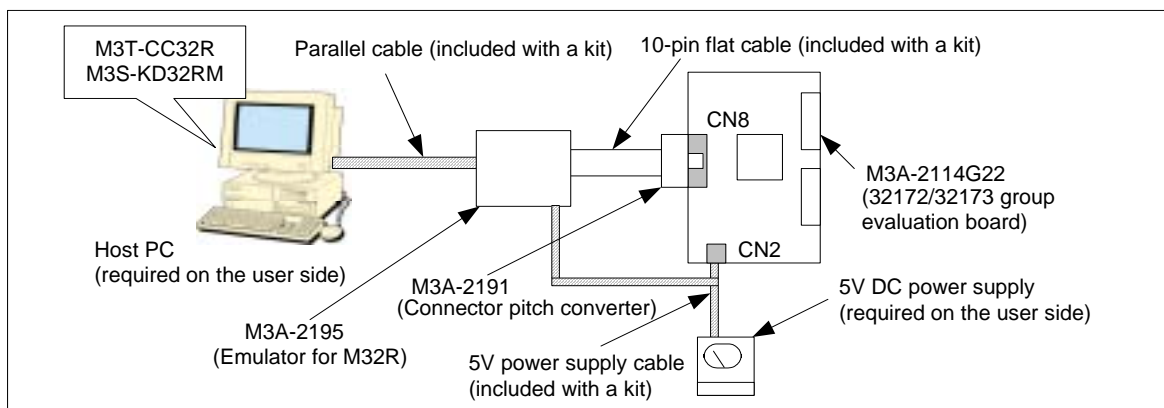 M3T-CC32R
M3S-KD32RM
Parallel cable (included with a kit)
10-pin flat cable (included with a kit)
CN8
M3A-2114G22
(32172/32173 group
evaluation board)
Host PC
(required on the user side)
CN2
M3A-2191
(Connector pitch converter)
5V DC power supply
(required on the user side)
M3A-2195
(Emulator for M32R)
5V power supply cable
(included with a kit)